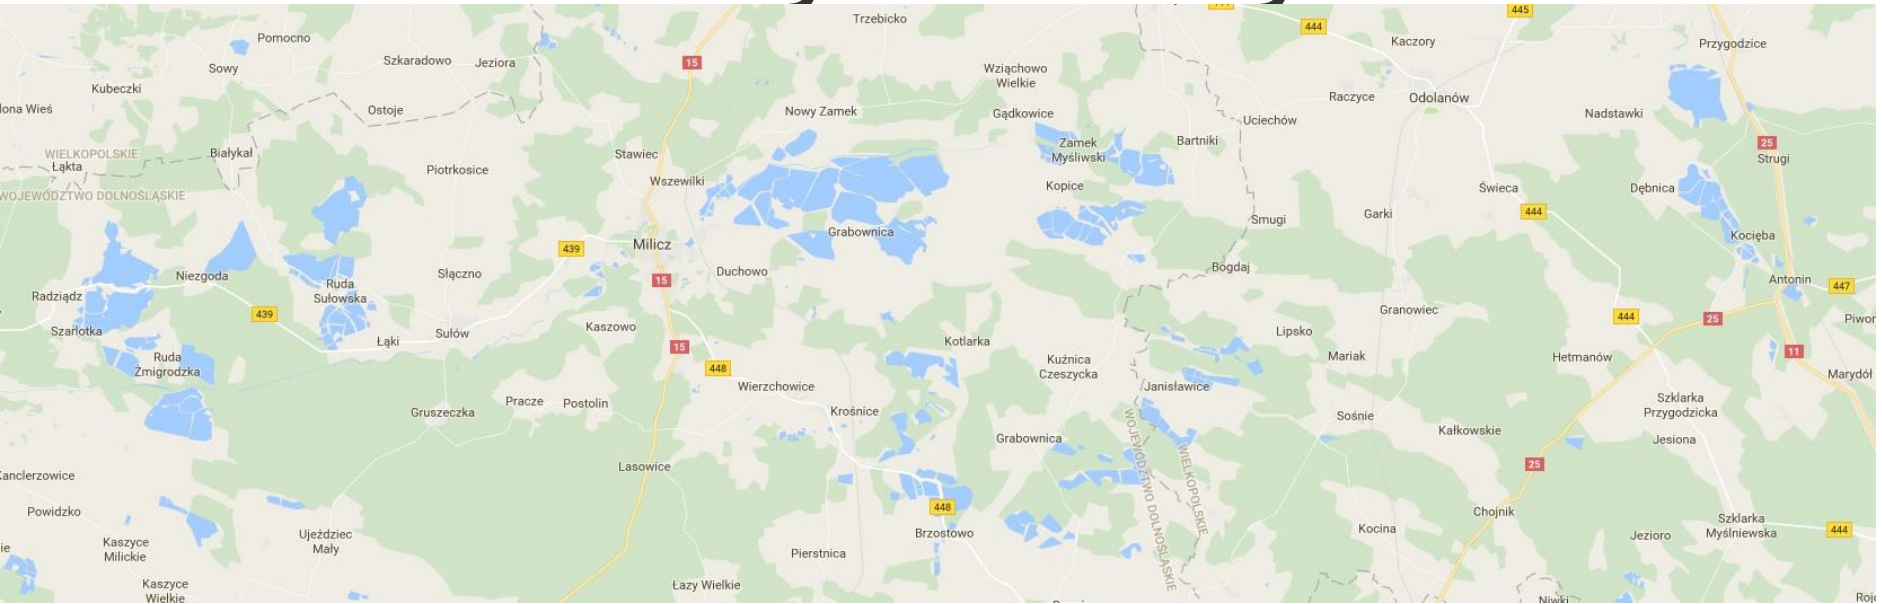 Trzebicko
444
445
Pomocno
Kaczory
Przygodzice
Szkaradowo
Jeziora
15
Sowy
Wziąchowo
Wielkie
Kubeczki
Raczyce
Odolanów
Ostoje
Nowy Zamek
Gądkowice
Uciechów
Nadstawki
lona Wieś
WIELKOPOLSKIE
Łąkta
Białykał
Stawiec
Zamek
Myśliwski
Bartniki
25
Strugi
Piotrkosice
Wszewilki
Kopice
Świeca
Dębnica
WOJEWÓDZTWO DOLNOŚLĄSKIE
Smugi
Garki
444
Grabownica
Kocięba
439
Milicz
Niezgoda
Słączno
Duchowo
Bogdaj
15
Antonin
447
Radziądz
Ruda
Sułowska
439
Granowiec
444
25
Piwor
Szarlotka
Łąki
Sułów
Kaszowo
Lipsko
15
Kotlarka
11
Ruda
Żmigrodzka
448
Kuźnica
Czeszycka
Mariak
Hetmanów
Marydół
Wierzchowice
Janisławice
Gruszeczka
Pracze
Postolin
Krośnice
Sośnie
Szklarka
Przygodzicka
Grabownica
Kałkowskie
Jesiona
WOJEWÓDZTWO DOLNOŚLĄSKIE
WIELKOPOLSKIE
Lasowice
25
Kanclerzowice
448
Powidzko
Chojnik
Brzostowo
Kocina
Szklarka
Myślniewska
444
Jezioro
Ujeździec
Mały
Kaszyce
Milickie
ie
Pierstnica
Kaszyce
Wielkie
Łazy Wielkie
Niwki
Rojo